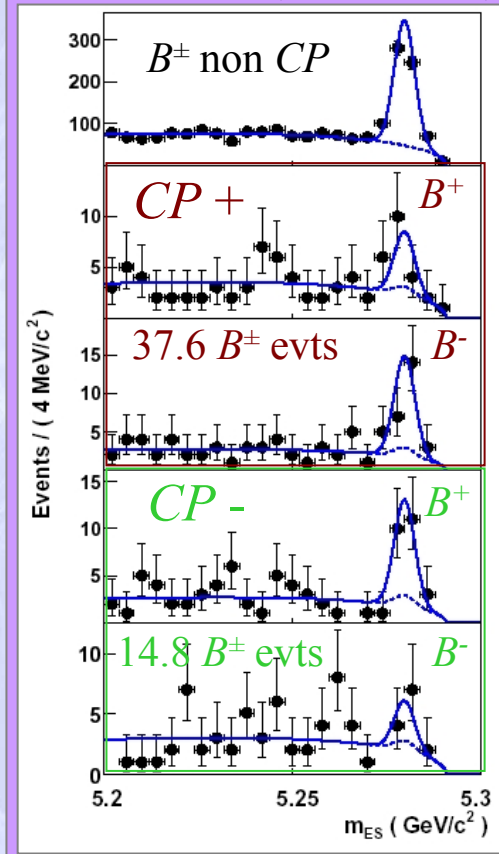 300
200
100
B± non CP
CP +
B+
10
5
37.6 B± evts
B-
15
10
5
CP -
B+
15
10
5
14.8 B± evts
B-
10
5
0
5.2
5.25
5.3
mES ( GeV/c2 )
Events / ( 4 MeV/c2 )